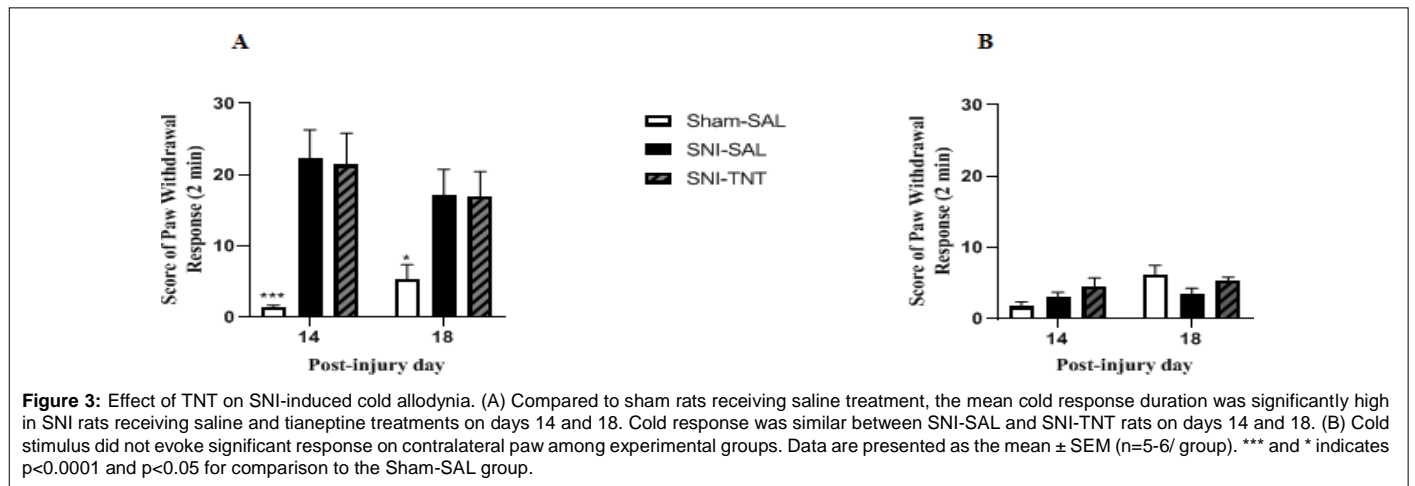 A
B
Score of Paw Withdrawal
Response (2 min)
30
20
10
0
***
*
14
18
Post-injury day
Sham-SAL
SNI-SAL
SNI-TNT
Score of Paw Withdrawal
Response (2 min)
30
20
10
0
14
18
Post-injury day
Figure 3: Effect of TNT on SNI-induced cold allodynia. (A) Compared to sham rats receiving saline treatment, the mean cold response duration was significantly high
in SNI rats receiving saline and tianeptine treatments on days 14 and 18. Cold response was similar between SNI-SAL and SNI-TNT rats on days 14 and 18. (B) Cold
stimulus did not evoke significant response on contralateral paw among experimental groups. Data are presented as the mean ± SEM (n=5-6/ group). *** and * indicates
p<0.0001 and p<0.05 for comparison to the Sham-SAL group.